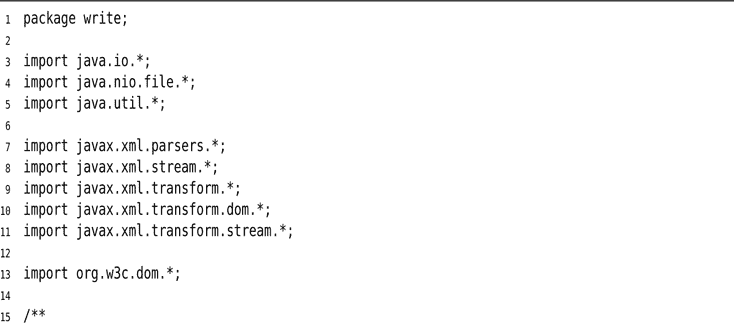 1 package write;
2
3 import java.io.*;
4 import java.nio.file.*;
5 import java.util.*;
6
7 import javax.xml.parsers.*;
8 import javax.xml.stream.*;
9 import javax.xml.transform.*;
10 import javax.xml.transform.dom.*;
11 import javax.xml.transform.stream.*;
12
13 import org.w3c.dom.*;
14
15 /**